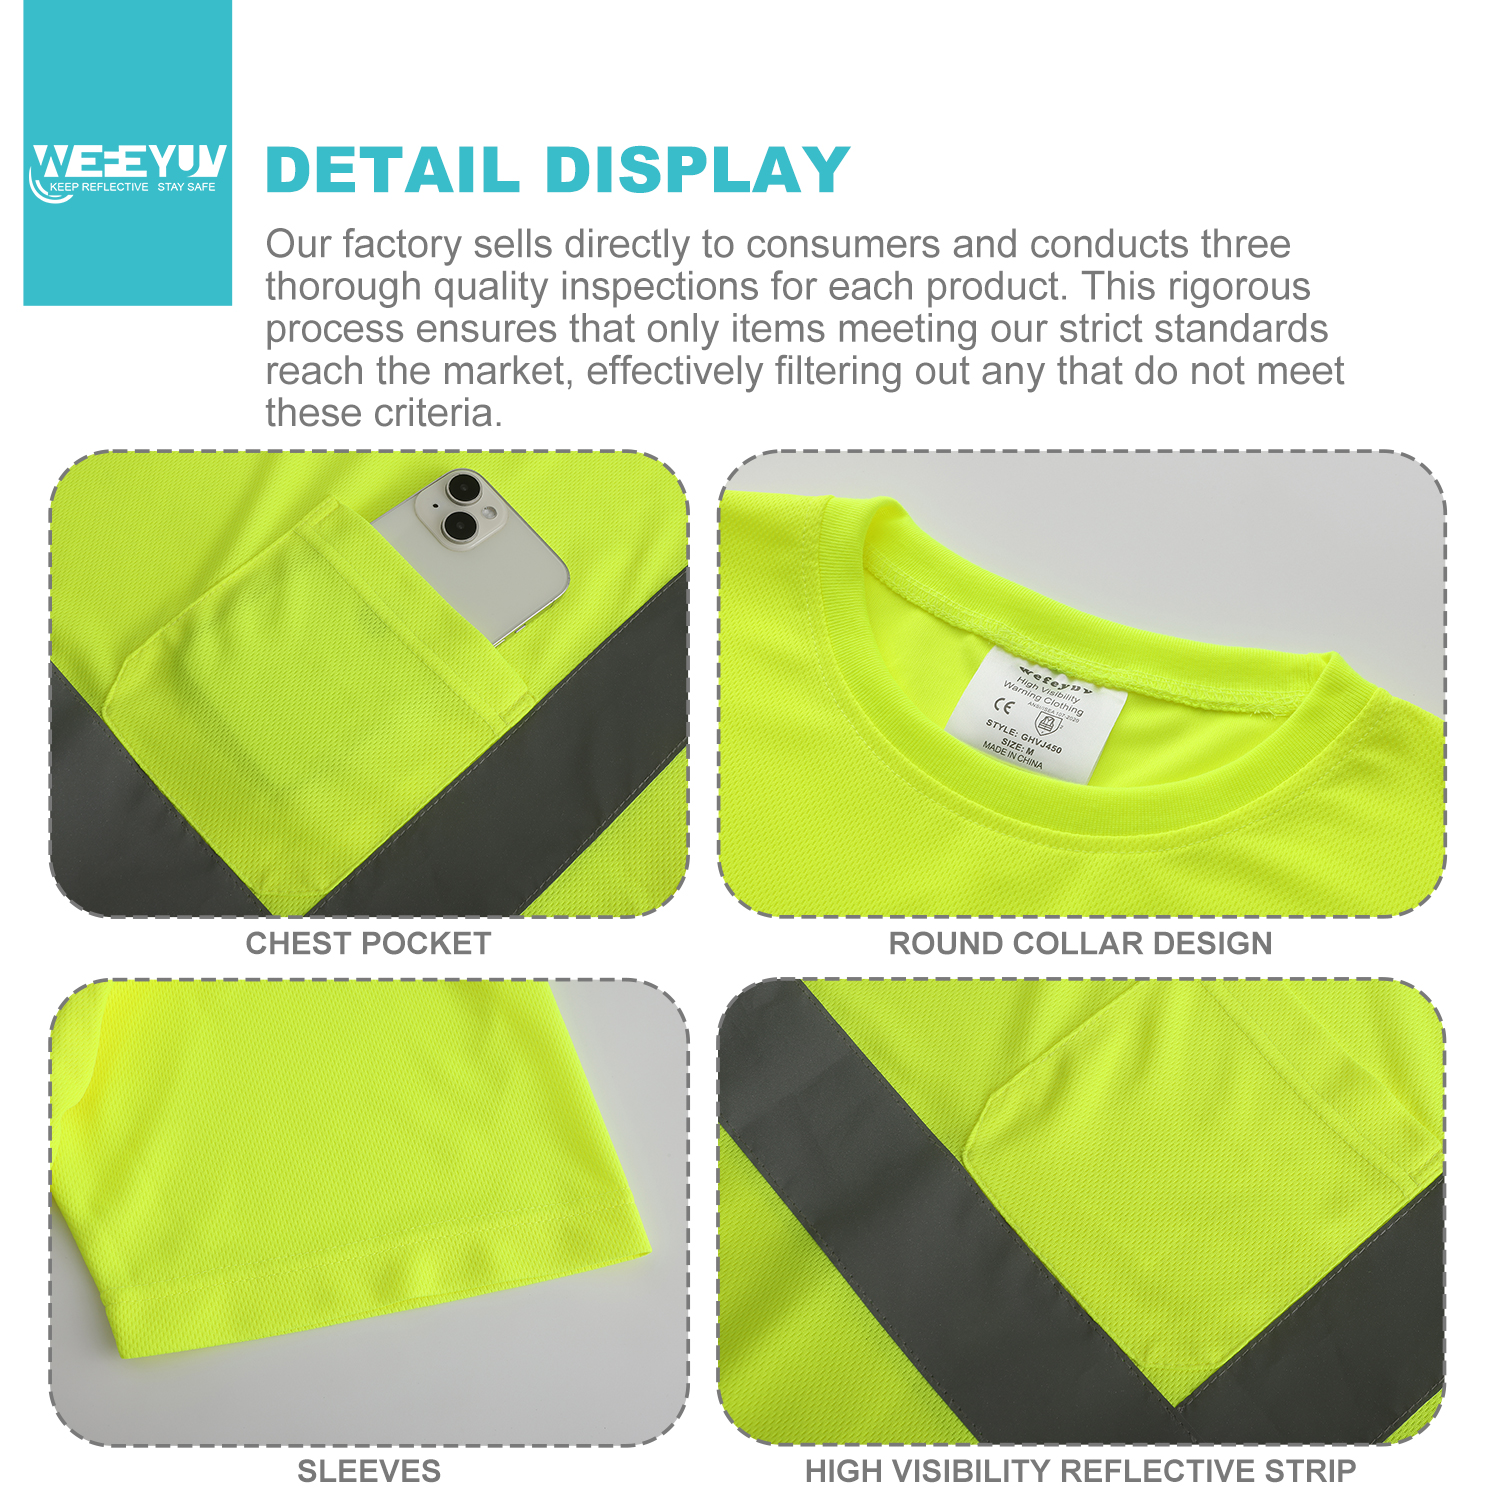 WEFEYUV
KEEP REFLECTIVE STAY SAFE
DETAIL DISPLAY
Our factory sells directly to consumers and conducts three
thorough quality inspections for each product. This rigorous
process ensures that only items meeting our strict standards
reach the market, effectively filtering out any that do not meet
these criteria.
Wefeyuv
High Visibility
Warning Clothing
CE
ANSI/ISEA 107-2020
STYLE: GHVJ450
SIZE: M
MADE IN CHINA
CHEST POCKET
ROUND COLLAR DESIGN
SLEEVES
HIGH VISIBILITY REFLECTIVE STRIP